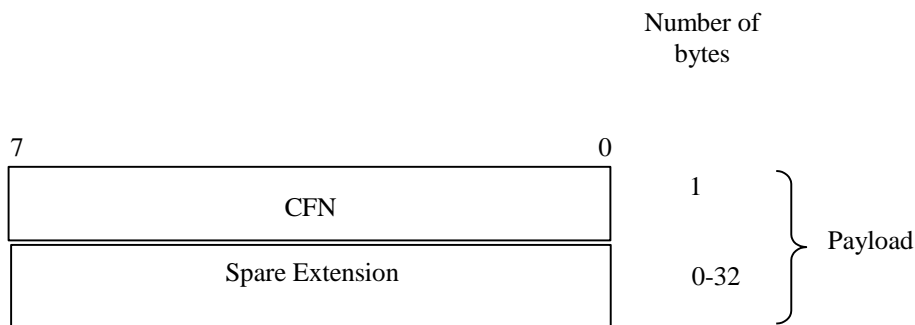 Number of
bytes
7 0
CFN 1
Spare Extension 0-32
Payload